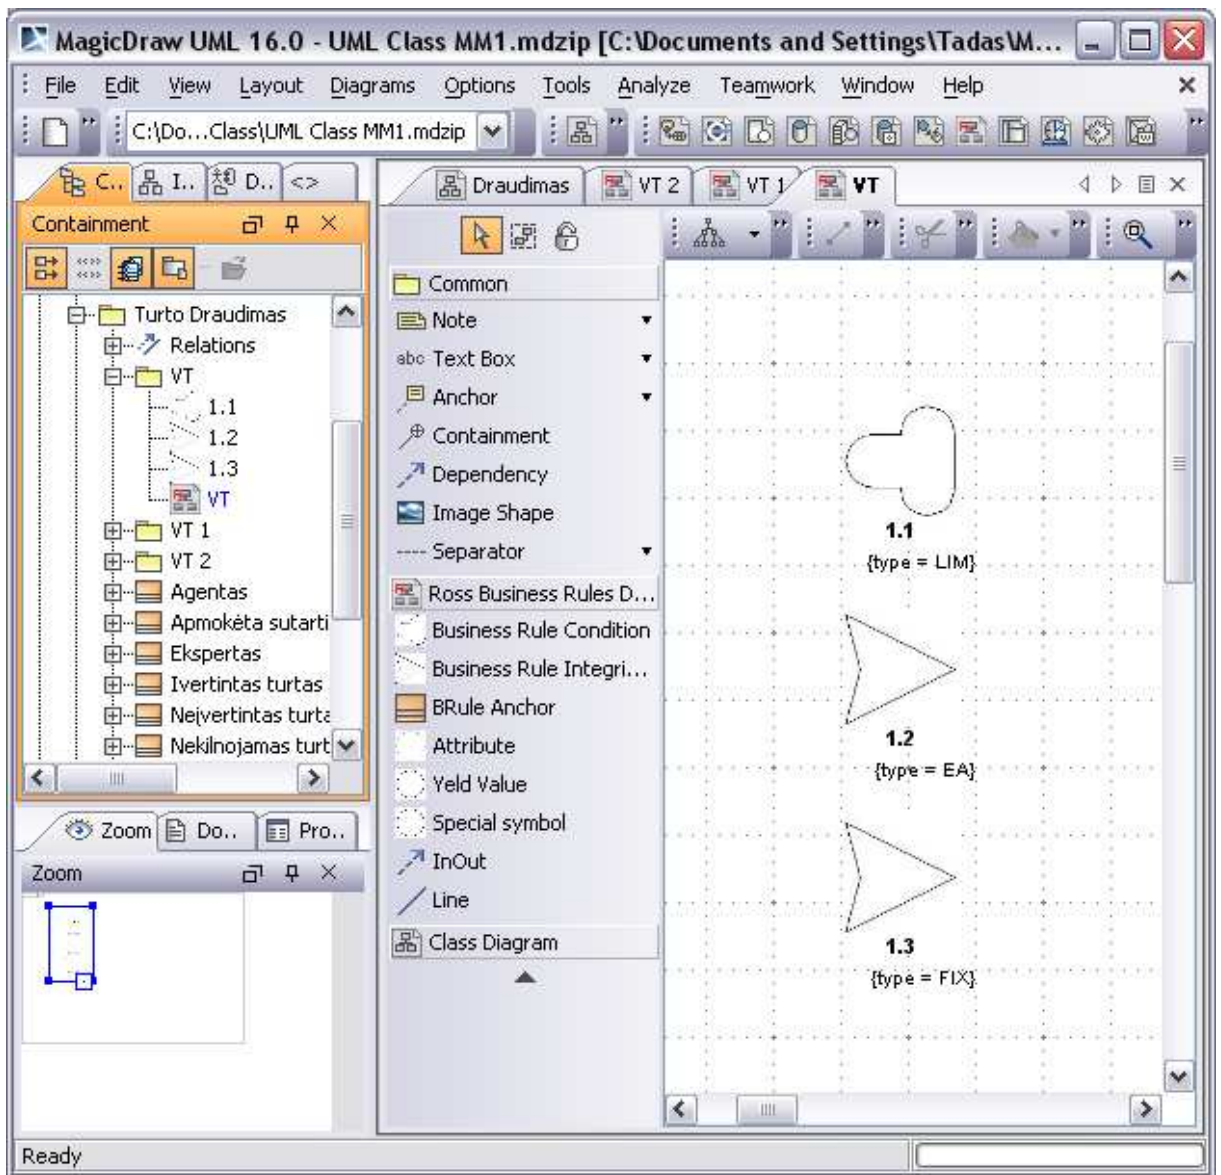 MagicDraw UML 16.0 - UML Class MM1.mdzip [C:\Documents and Settings\Tadas\M...
File Edit View Layout Diagrams Options Tools Analyze Teamwork Window Help
C:\Do...Class\UML Class MM1.mdzip
C.. I.. D.. <>
Containment
Turto Draudimas
Relations
VT
1.1
1.2
1.3
VT
VT 1
VT 2
Agentas
Apmokėta sutarti
Ekspertas
Ivertintas turtas
Neįvertintas turta
Nekilnojamas turt
Zoom Do.. Pro..
Zoom
Draudimas VT 2 VT 1 VT
Common
Note
abc Text Box
Anchor
Containment
Dependency
Image Shape
Separator
Ross Business Rules D...
Business Rule Condition
Business Rule Integri...
BRule Anchor
Attribute
Yeld Value
Special symbol
InOut
Line
Class Diagram
1.1
{type = LIM}
1.2
{type = EA}
1.3
{type = FIX}
Ready